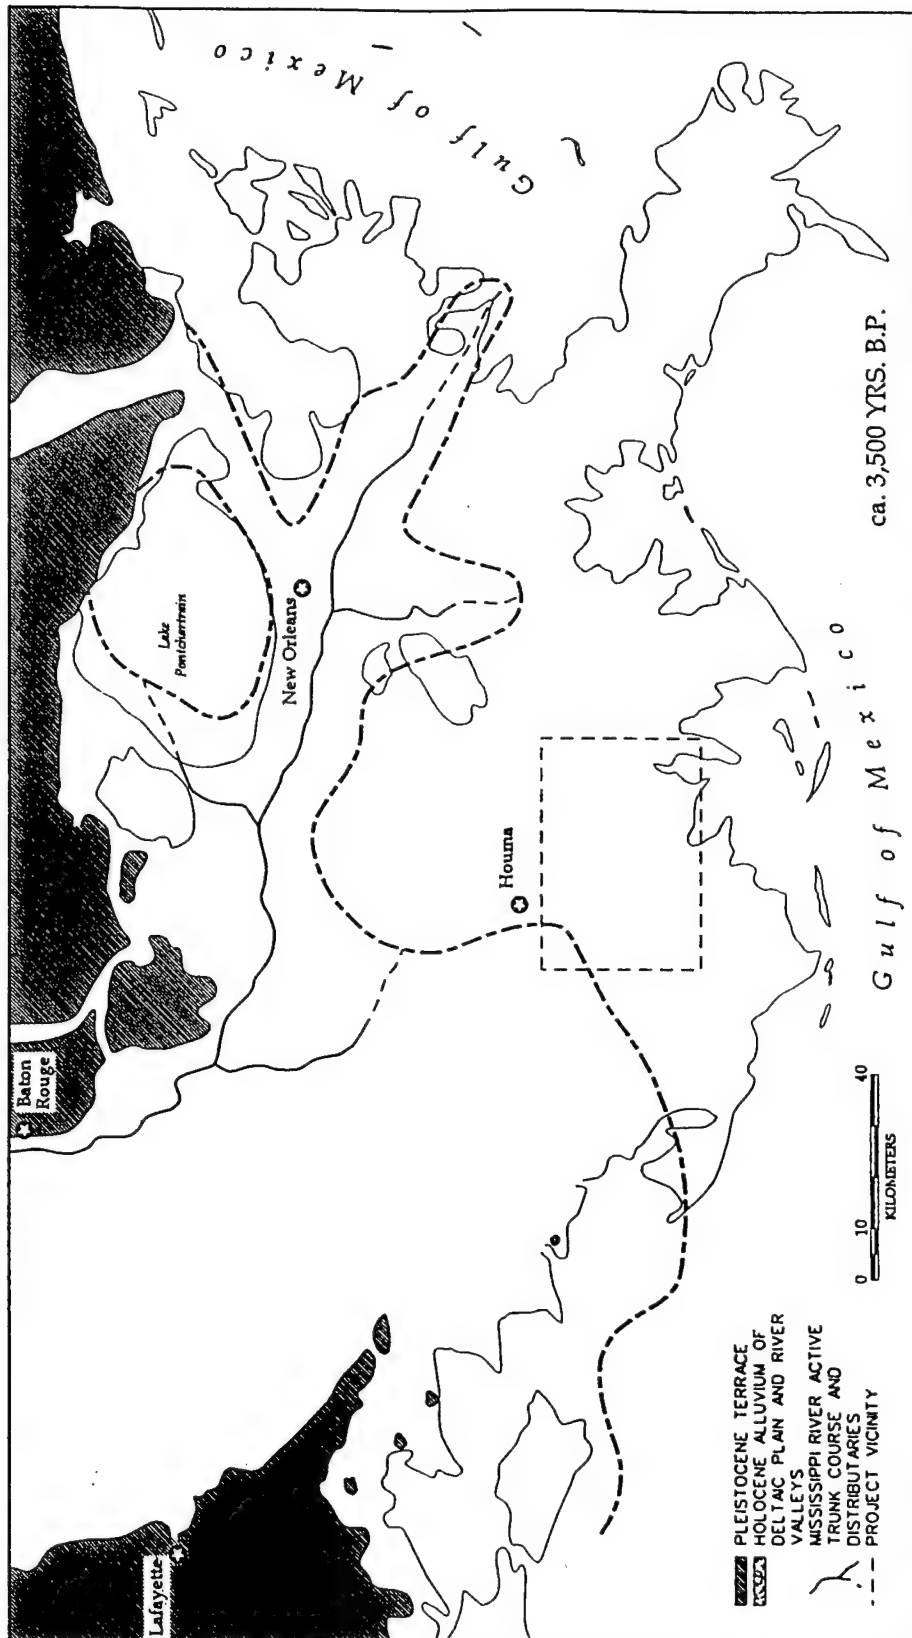 Gulf of Mexico
Lake
Pontchartrain
New Orleans
Baton
Rouge
Lafayette
Houma
Gulf of Mexico
ca. 3,500 YRS. B.P.
0 10 40
KILOMETERS
PLEISTOCENE TERRACE
HOLOCENE ALLUVIUM OF
DELTAIC PLAIN AND RIVER
VALLEYS
MISSISSIPPI RIVER ACTIVE
TRUNK COURSE AND
DISTRIBUTARIES
PROJECT VICINITY